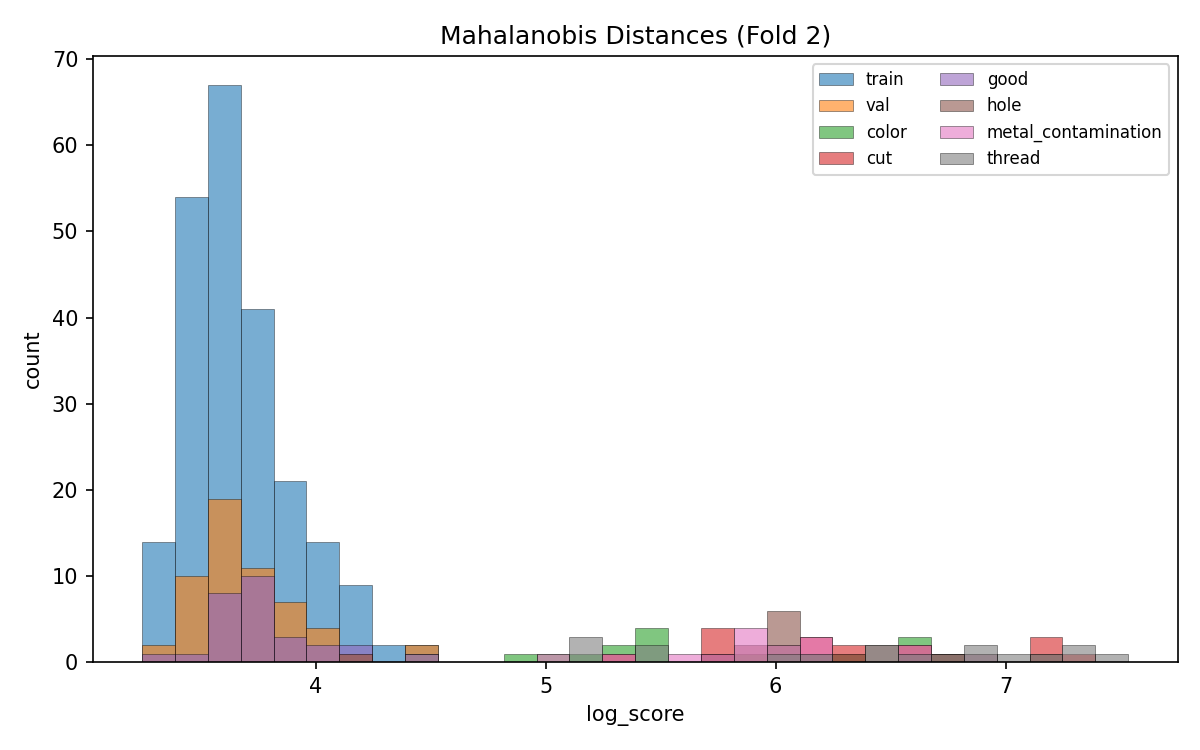 Mahalanobis Distances (Fold 2)
train
val
color
cut
good
hole
metal_contamination
thread
70
60
50
40
30
20
10
0
count
4
5
6
7
log_score